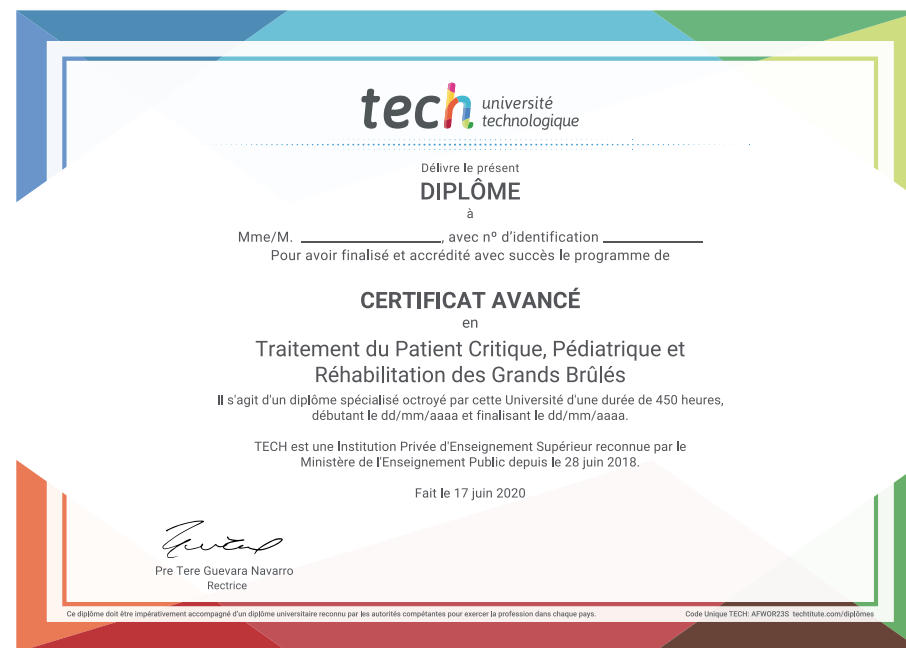 tech université
technologique
Délivre le présent
DIPLÔME
à
Mme/M. ____________________, avec nº d'identification ______________
Pour avoir finalisé et accrédité avec succès le programme de
CERTIFICAT AVANCÉ
en
Traitement du Patient Critique, Pédiatrique et
Réhabilitation des Grands Brûlés
Il s'agit d'un diplôme spécialisé octroyé par cette Université d'une durée de 450 heures,
débutant le dd/mm/aaaa et finalisant le dd/mm/aaaa.
TECH est une Institution Privée d'Enseignement Supérieur reconnue par le
Ministère de l'Enseignement Public depuis le 28 juin 2018.
Fait le 17 juin 2020
Pre Tere Guevara Navarro
Rectrice
Ce diplôme doit être impérativement accompagné d'un diplôme universitaire reconnu par les autorités compétantes pour exercer la profession dans chaque pays.
Code Unique TECH: AFWOR23S techtitute.com/diplômes